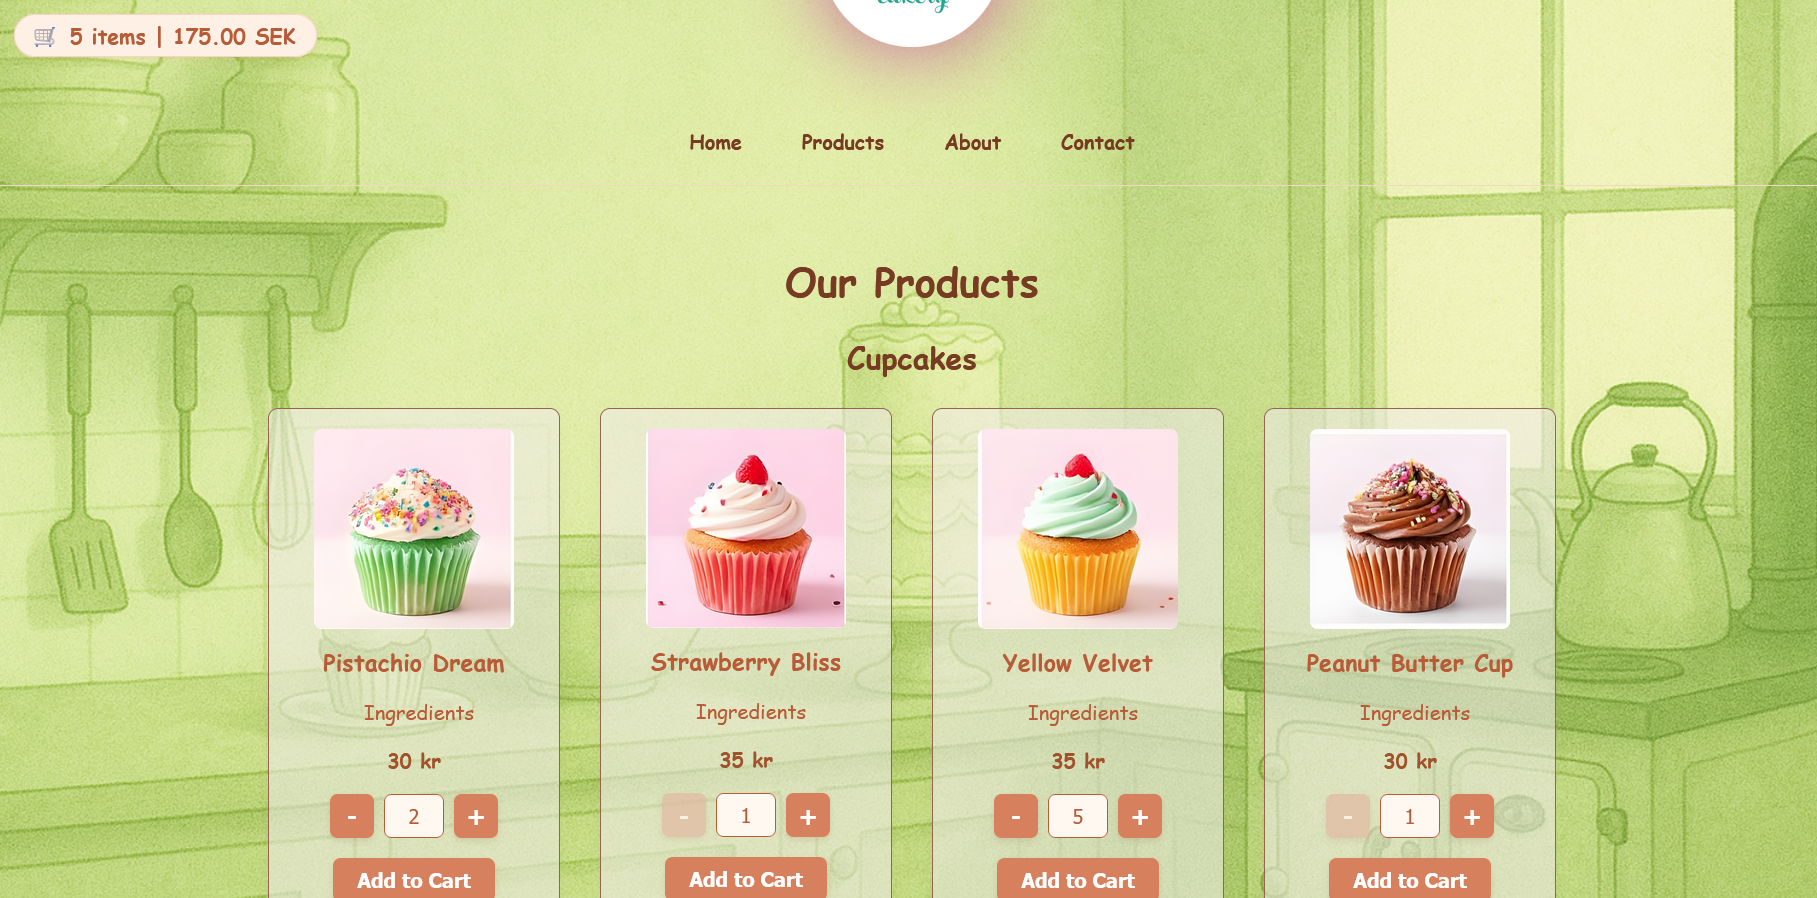 5 items | 175.00 SEK
Home Products About Contact
Our Products
Cupcakes
Pistachio Dream
Ingredients
30 kr
- 2 +
Add to Cart
Strawberry Bliss
Ingredients
35 kr
- 1 +
Add to Cart
Yellow Velvet
Ingredients
35 kr
- 5 +
Add to Cart
Peanut Butter Cup
Ingredients
30 kr
- 1 +
Add to Cart